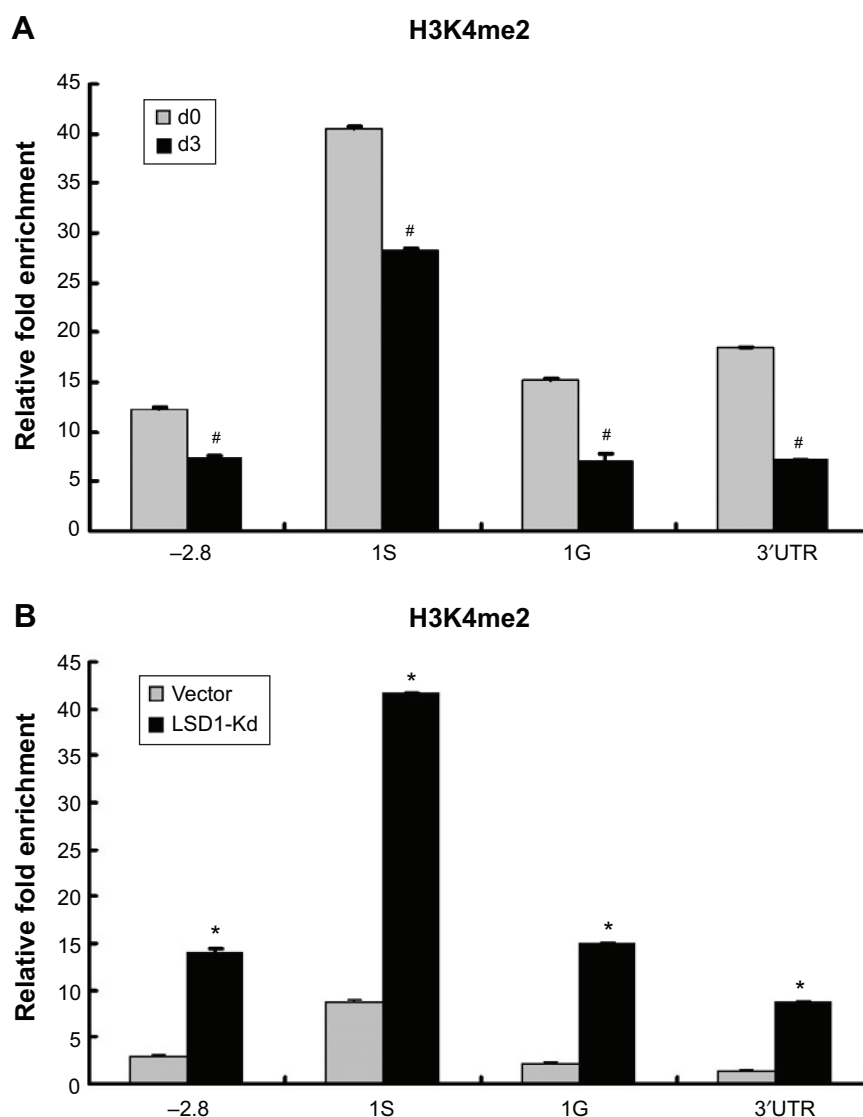 A
H3K4me2
Relative fold enrichment
45
40
35
30
25
20
15
10
5
0
d0
d3
#
#
#
#
–2.8
1S
1G
3′UTR
B
H3K4me2
Relative fold enrichment
45
40
35
30
25
20
15
10
5
0
Vector
LSD1-Kd
*
*
*
*
–2.8
1S
1G
3′UTR